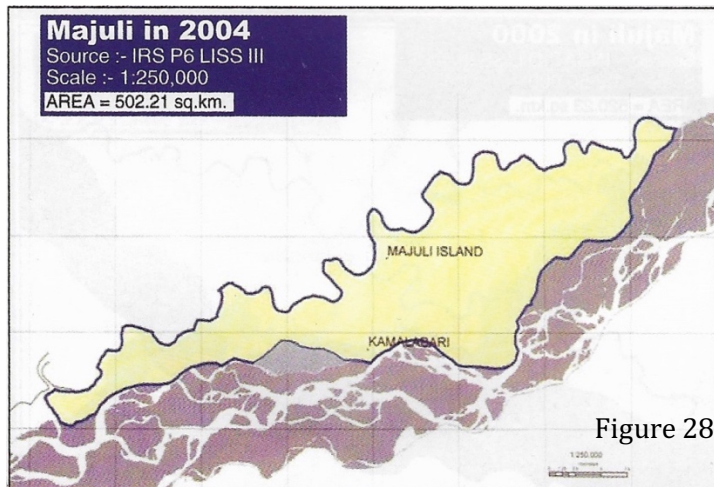 Majuli in 2004
Source :- IRS P6 LISS III
Scale :- 1:250,000
AREA = 502.21 sq.km.
MAJULI ISLAND
KAMALABARI
Figure 28
1:250,000